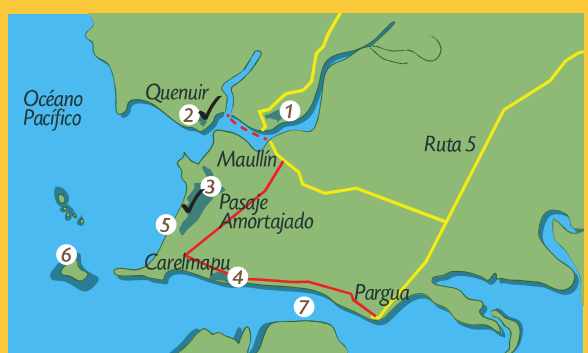 Quenuir
Océano
Pacífico
2
1
Ruta 5
Maullín
3
Pasaje
Amortajado
5
6
Carelmapu
4
Pargua
7